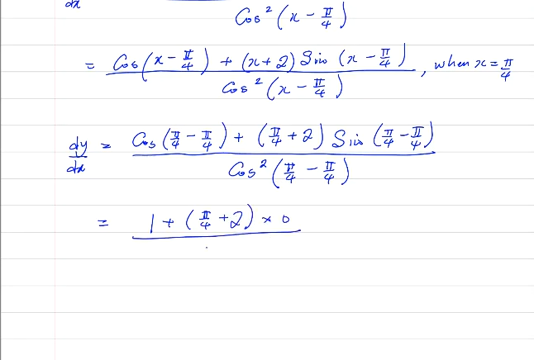 dx Cos² (x − π/4)
= Cos(x − π/4) + (x+2) Sin (x − π/4) / Cos² (x − π/4) , when x = π/4
dy/dx = Cos (π/4 − π/4) + (π/4 + 2) Sin (π/4 − π/4) / Cos² (π/4 − π/4)
= 1 + (π/4 + 2) × 0